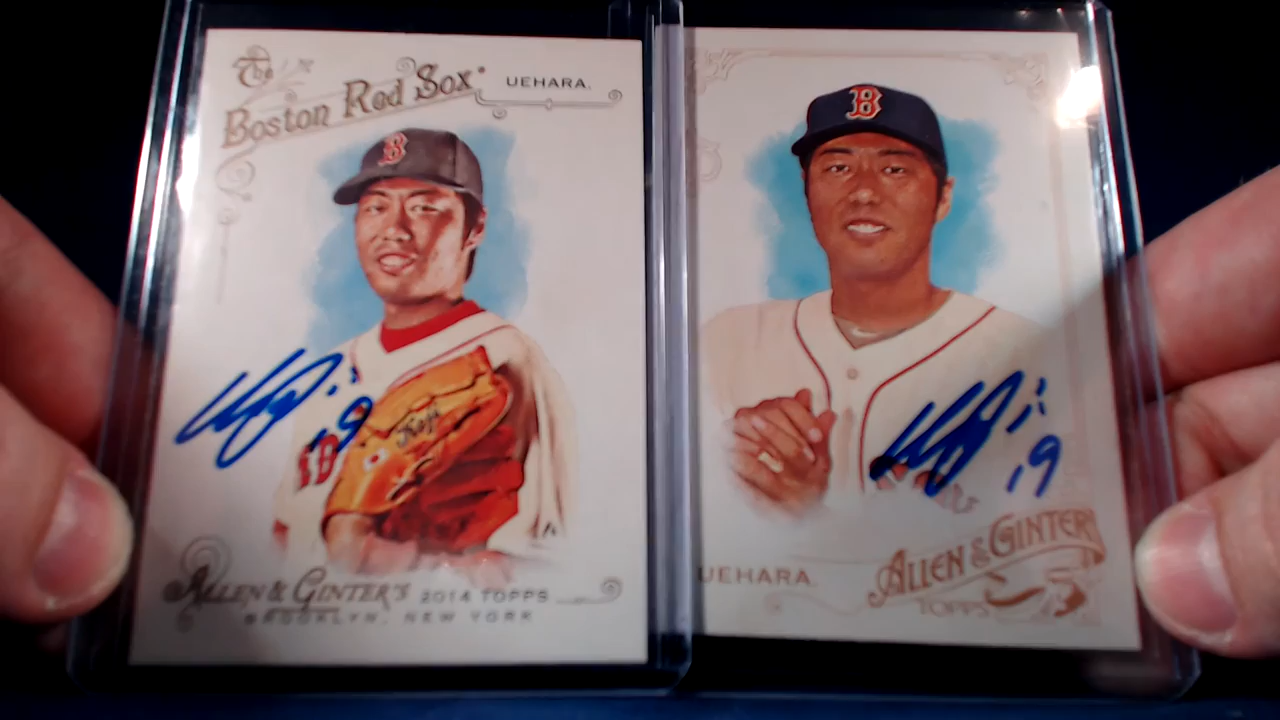 The
Boston Red Sox
UEHARA.
B
19
ALLEN & GINTER'S 2014 TOPPS
BROOKLYN, NEW YORK
B
19
UEHARA.
ALLEN & GINTER
TOPPS